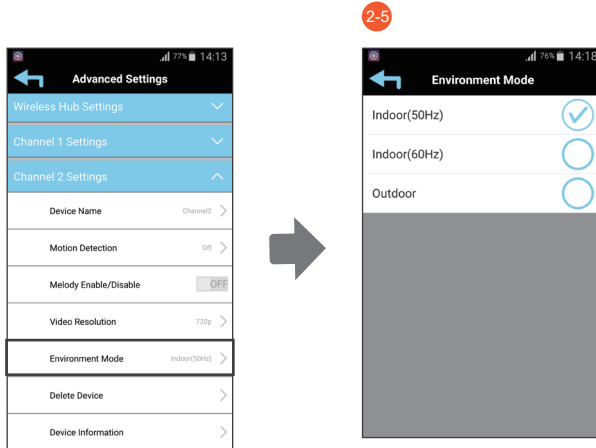 2-5
77% 14:13
Advanced Settings
Wireless Hub Settings
Channel 1 Settings
Channel 2 Settings
Device Name Channel2
Motion Detection Off
Melody Enable/Disable OFF
Video Resolution 720p
Environment Mode Indoor(50Hz)
Delete Device
Device Information
76% 14:18
Environment Mode
Indoor(50Hz)
Indoor(60Hz)
Outdoor